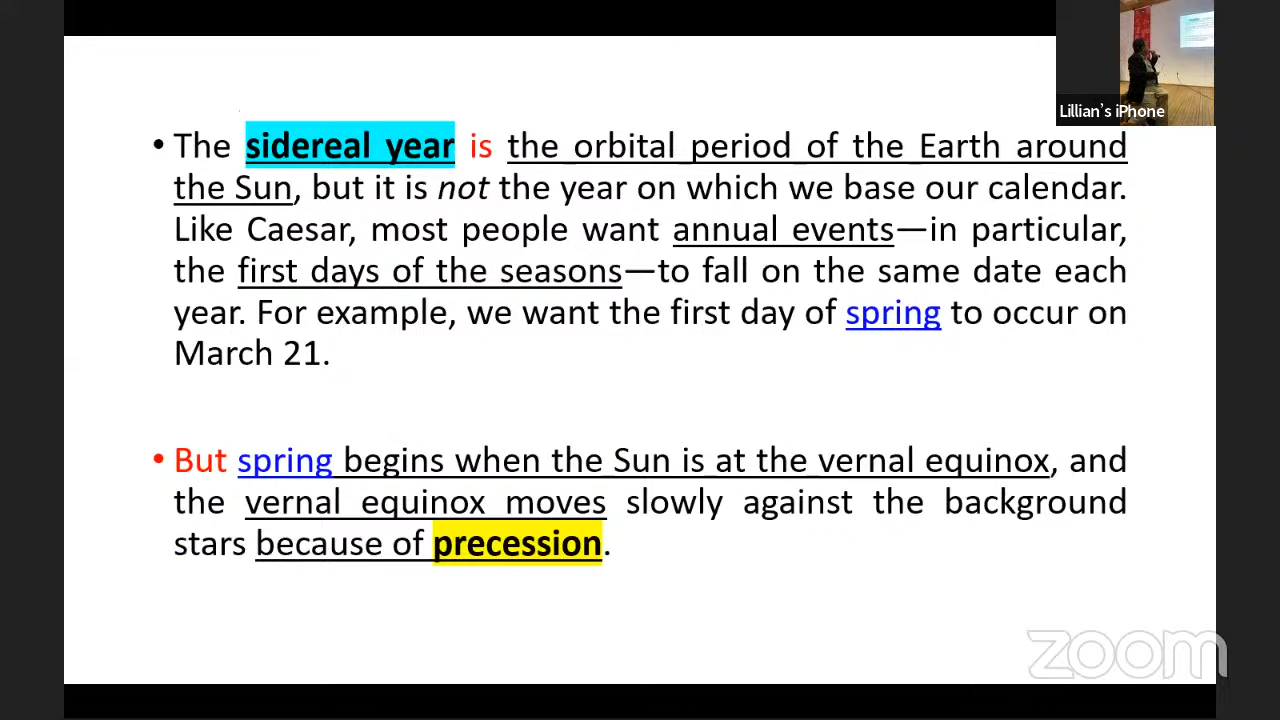 Lillian's iPhone
• The sidereal year is the orbital period of the Earth around
the Sun, but it is not the year on which we base our calendar.
Like Caesar, most people want annual events—in particular,
the first days of the seasons—to fall on the same date each
year. For example, we want the first day of spring to occur on
March 21.
• But spring begins when the Sun is at the vernal equinox, and
the vernal equinox moves slowly against the background
stars because of precession.
zoom